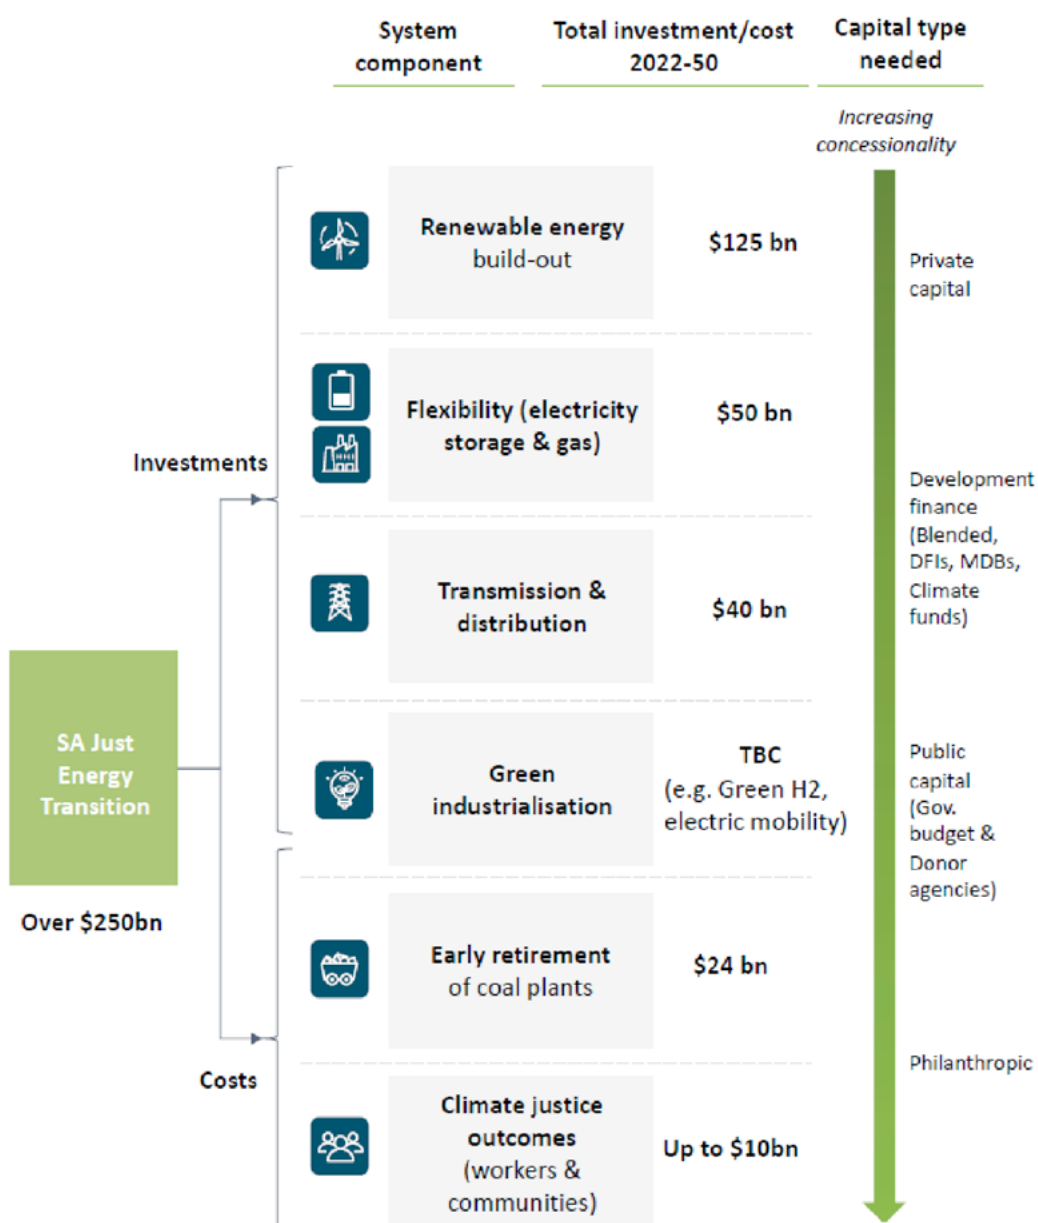 System
component
Total investment/cost
2022-50
Capital type
needed
Increasing
concessionality
Renewable energy
build-out
$125 bn
Private
capital
Flexibility (electricity
storage & gas)
$50 bn
Investments
Development
finance
(Blended,
DFIs, MDBs,
Climate
funds)
Transmission &
distribution
$40 bn
SA Just
Energy
Transition
Over $250bn
Green
industrialisation
TBC
(e.g. Green H2,
electric mobility)
Public
capital
(Gov.
budget &
Donor
agencies)
Early retirement
of coal plants
$24 bn
Costs
Philanthropic
Climate justice
outcomes
(workers &
communities)
Up to $10bn